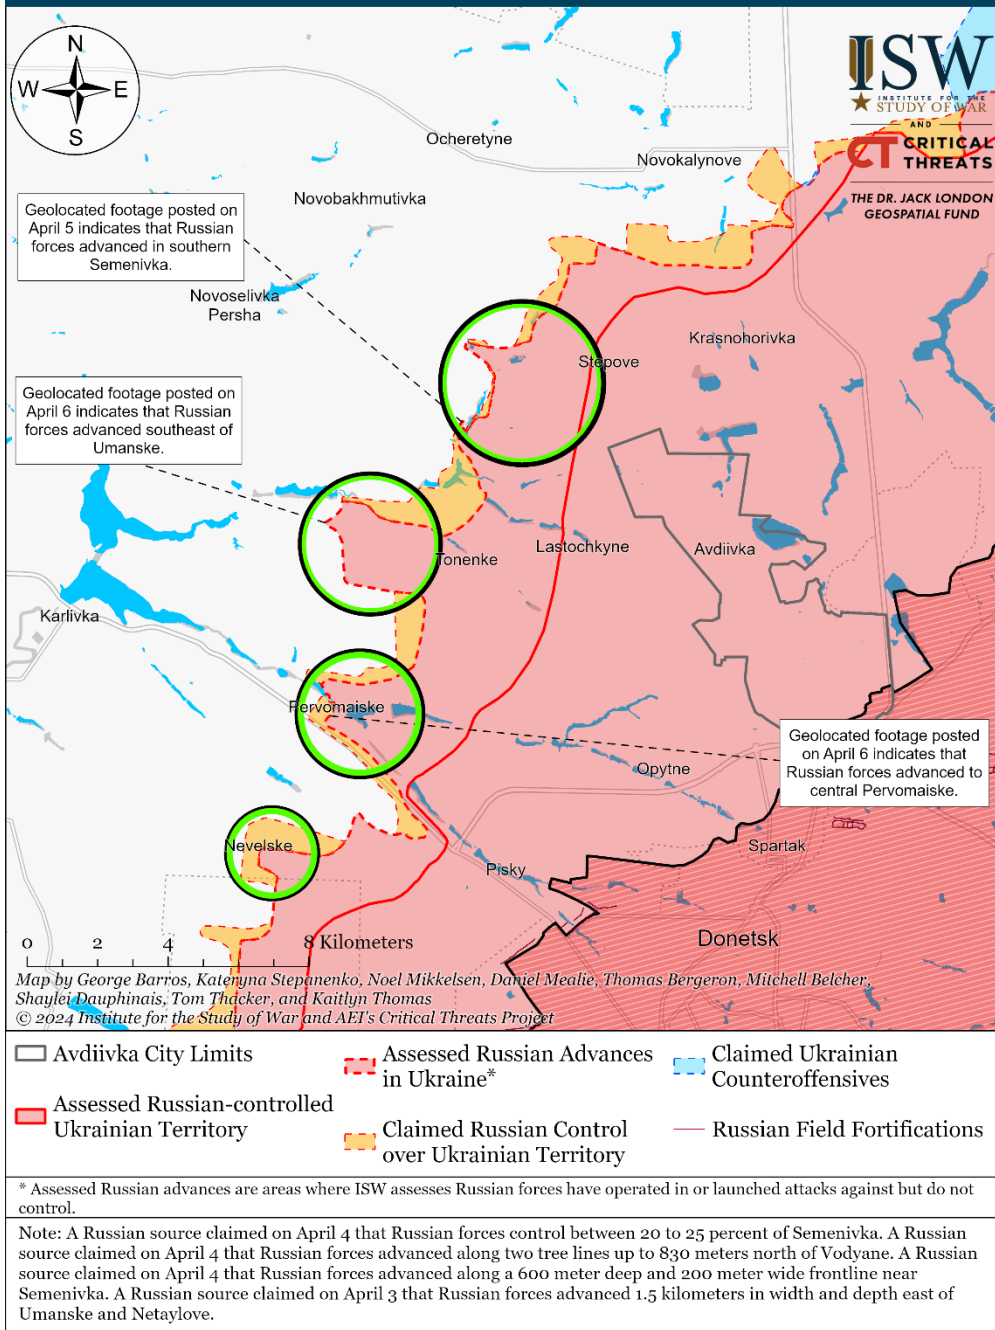 N
W E
S
ISW
INSTITUTE FOR THE
STUDY OF WAR
AND
CT CRITICAL
THREATS
THE DR. JACK LONDON
GEOSPATIAL FUND
Ocheretyne
Novokalynove
Novobakhmutivka
Geolocated footage posted on
April 5 indicates that Russian
forces advanced in southern
Semenivka.
Novoselivka
Persha
Krasnohorivka
Stepove
Geolocated footage posted on
April 6 indicates that Russian
forces advanced southeast of
Umanske.
Tonenke
Lastochkyne
Avdiivka
Karlivka
Pervomaiske
Geolocated footage posted
on April 6 indicates that
Russian forces advanced to
central Pervomaiske.
Opytne
Nevelske
Spartak
Pisky
Donetsk
0 2 4 8 Kilometers
Map by George Barros, Kateryna Stepanenko, Noel Mikkelsen, Daniel Mealie, Thomas Bergeron, Mitchell Belcher,
Shaylei Dauphinais, Tom Thacker, and Kaitlyn Thomas
© 2024 Institute for the Study of War and AEI's Critical Threats Project
Avdiivka City Limits
Assessed Russian-controlled
Ukrainian Territory
Assessed Russian Advances
in Ukraine*
Claimed Russian Control
over Ukrainian Territory
Claimed Ukrainian
Counteroffensives
Russian Field Fortifications
* Assessed Russian advances are areas where ISW assesses Russian forces have operated in or launched attacks against but do not
control.
Note: A Russian source claimed on April 4 that Russian forces control between 20 to 25 percent of Semenivka. A Russian
source claimed on April 4 that Russian forces advanced along two tree lines up to 830 meters north of Vodyane. A Russian
source claimed on April 4 that Russian forces advanced along a 600 meter deep and 200 meter wide frontline near
Semenivka. A Russian source claimed on April 3 that Russian forces advanced 1.5 kilometers in width and depth east of
Umanske and Netaylove.